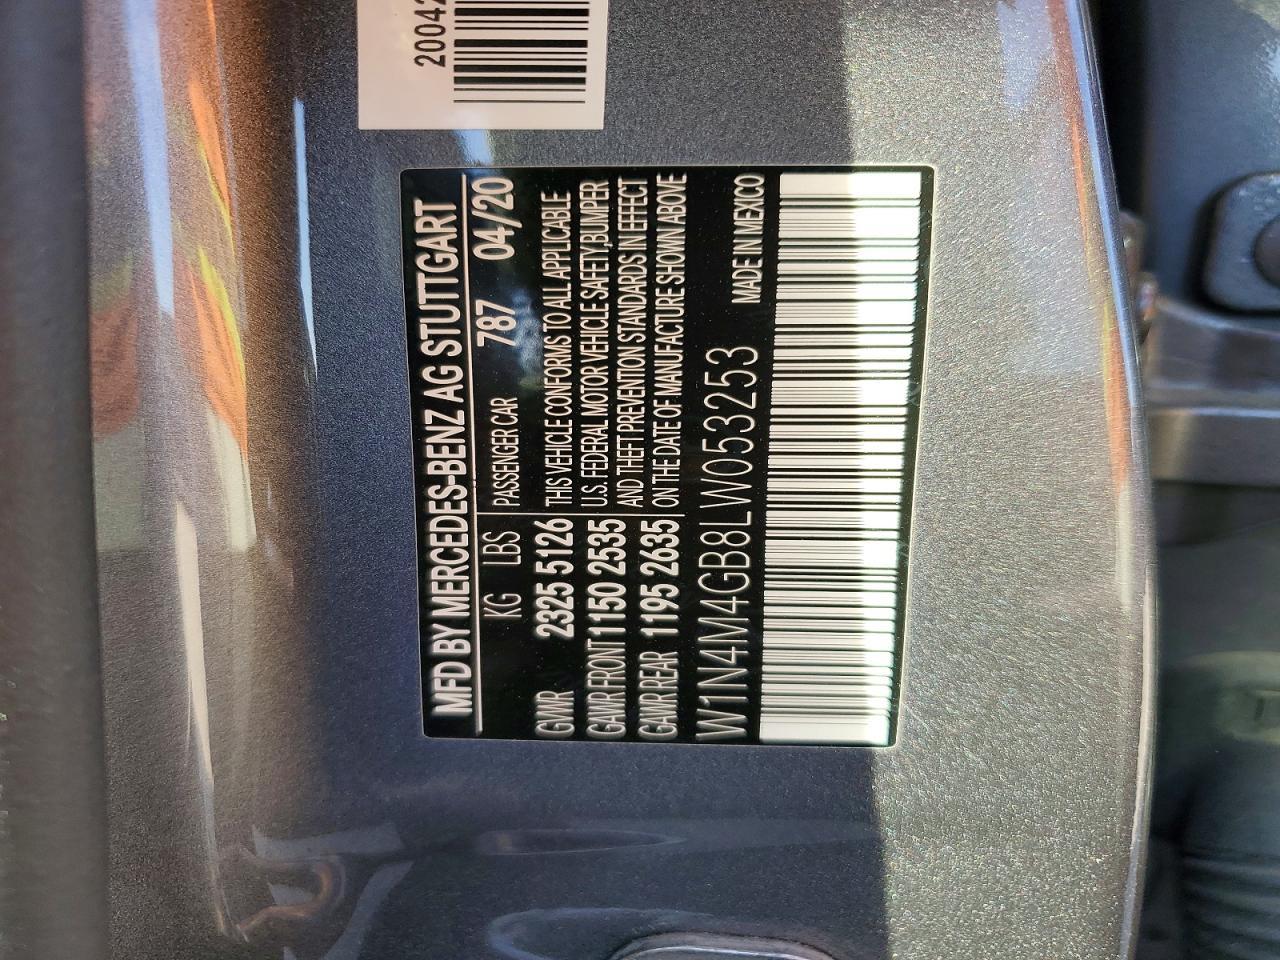 20042
MFD BY MERCEDES-BENZ AG STUTTGART
KG LBS PASSENGER CAR 787 04/20
GWR 2325 5126 THIS VEHICLE CONFORMS TO ALL APPLICABLE
GAWR FRONT 1150 2535 U.S. FEDERAL MOTOR VEHICLE SAFETY,BUMPER
AND THEFT PREVENTION STANDARDS IN EFFECT
GAWR REAR 1195 2635 ON THE DATE OF MANUFACTURE SHOWN ABOVE
W1N4M4GB8LW053253 MADE IN MEXICO